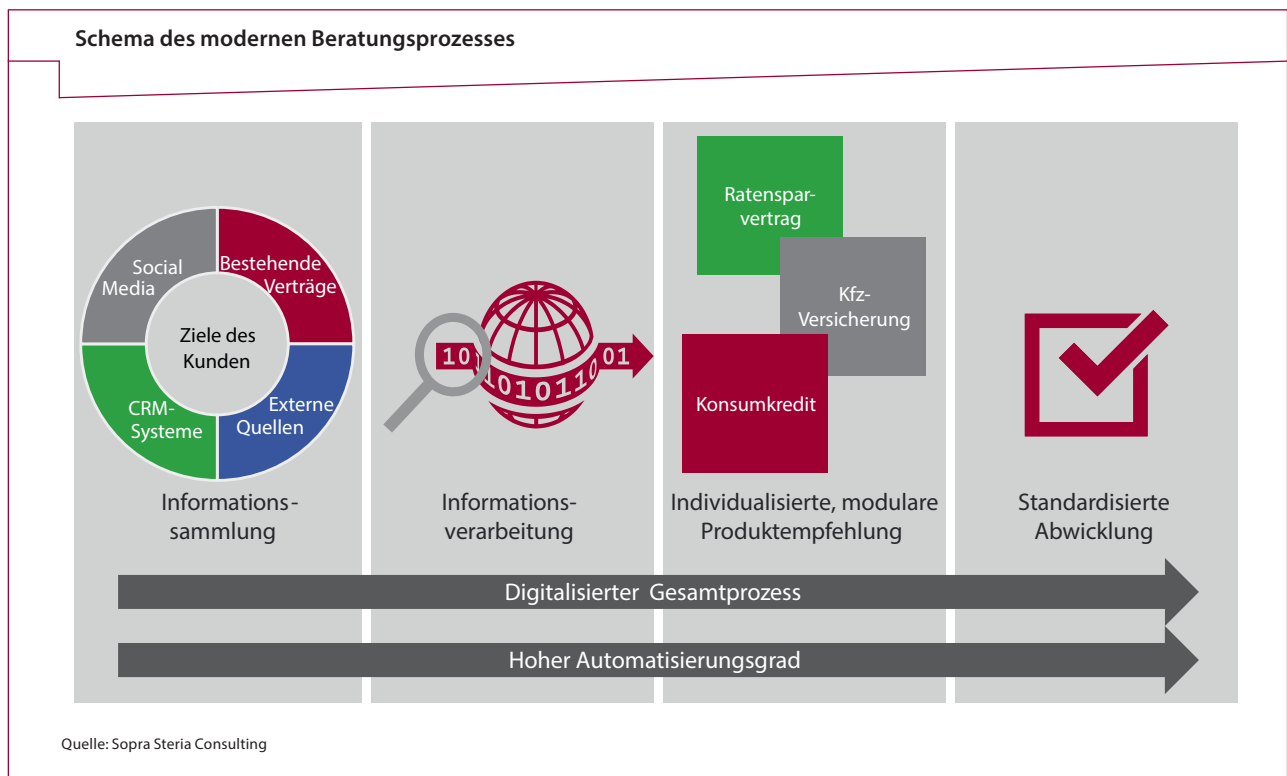 Schema des modernen Beratungsprozesses
Social
Media
Bestehende
Verträge
Ziele des
Kunden
CRM-
Systeme
Externe
Quellen
Informations-
sammlung
10
101011001
Informations-
verarbeitung
Ratenspar-
vertrag
Kfz-
Versicherung
Konsumkredit
Individualisierte, modulare
Produktempfehlung
Standardisierte
Abwicklung
Digitalisierter Gesamtprozess
Hoher Automatisierungsgrad
Quelle: Sopra Steria Consulting